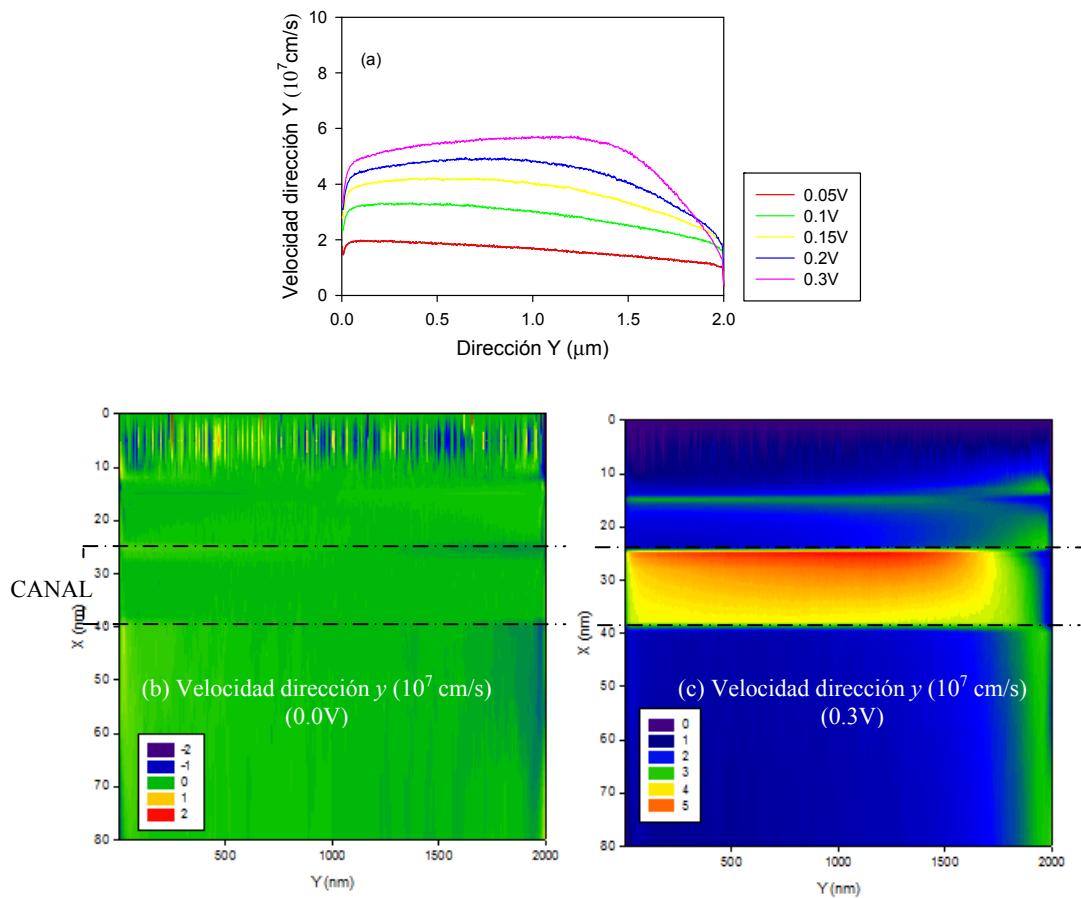 Velocidad dirección Y (10⁷cm/s)
10
8
6
4
2
0
(a)
0.0 0.5 1.0 1.5 2.0
Dirección Y (μm)
0.05V
0.1V
0.15V
0.2V
0.3V
X (nm)
0
10
20
30
40
50
60
70
80
CANAL
(b) Velocidad dirección y (10⁷ cm/s)
(0.0V)
-2
-1
0
1
2
500 1000 1500 2000
Y (nm)
X (nm)
0
10
20
30
40
50
60
70
80
(c) Velocidad dirección y (10⁷ cm/s)
(0.3V)
0
1
2
3
4
5
500 1000 1500 2000
Y (nm)